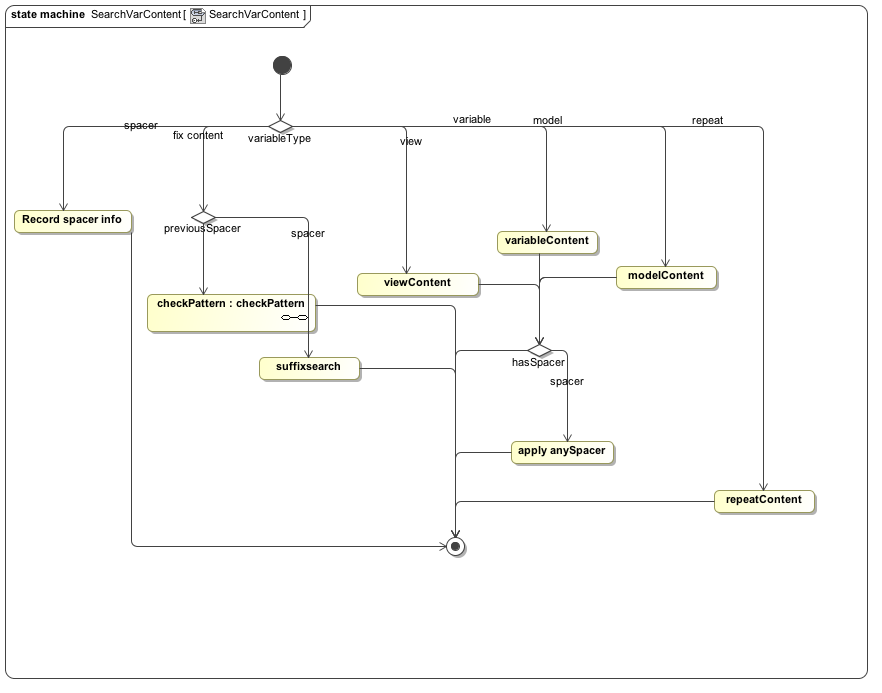 state machine SearchVarContent [ SearchVarContent ]
spacer
fix content
variableType
view
variable
model
repeat
Record spacer info
previousSpacer
spacer
variableContent
viewContent
modelContent
checkPattern : checkPattern
hasSpacer
suffixsearch
spacer
apply anySpacer
repeatContent